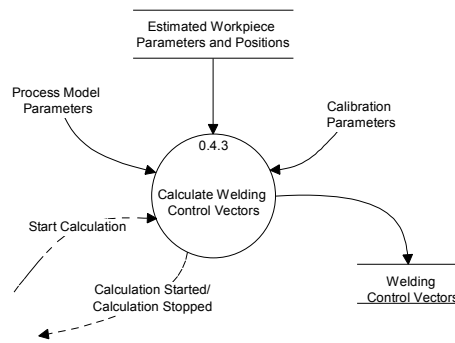 Estimated Workpiece
Parameters and Positions
Process Model
Parameters
Calibration
Parameters
0.4.3
Calculate Welding
Control Vectors
Start Calculation
Calculation Started/
Calculation Stopped
Welding
Control Vectors